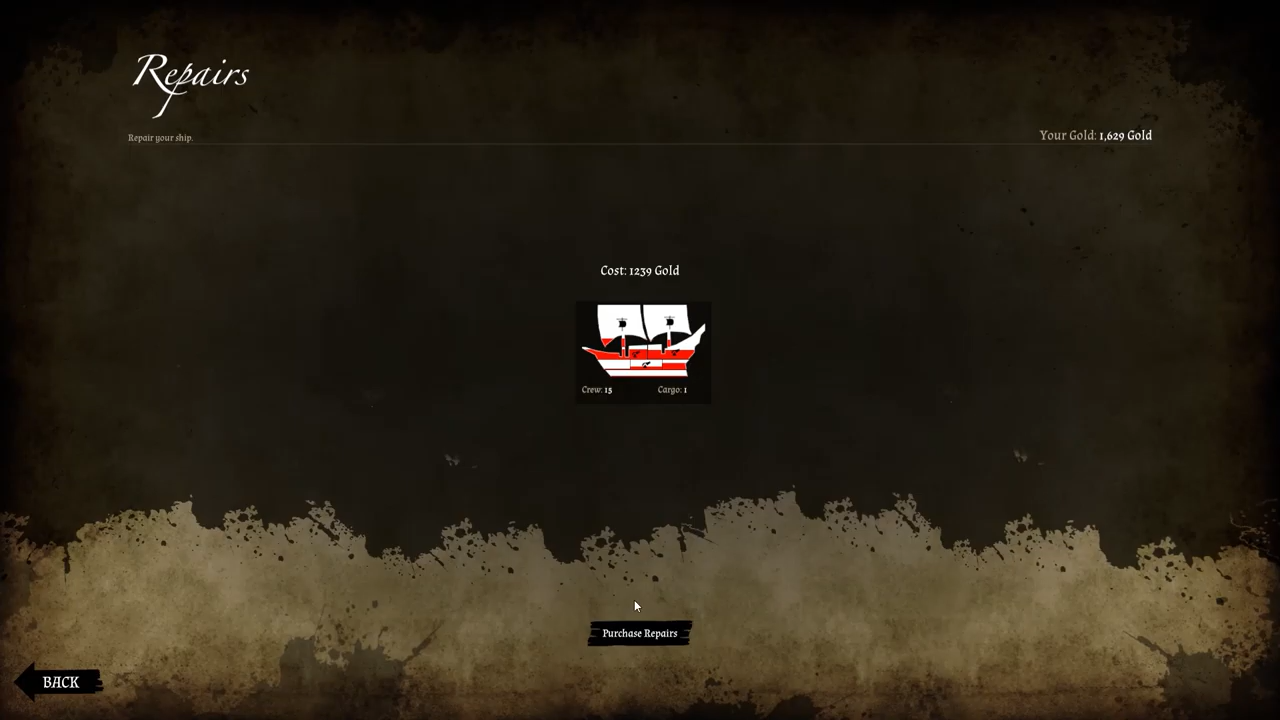 Repairs
Repair your ship.
Your Gold: 1,629 Gold
Cost: 1239 Gold
Crew: 15
Cargo: 1
Purchase Repairs
BACK